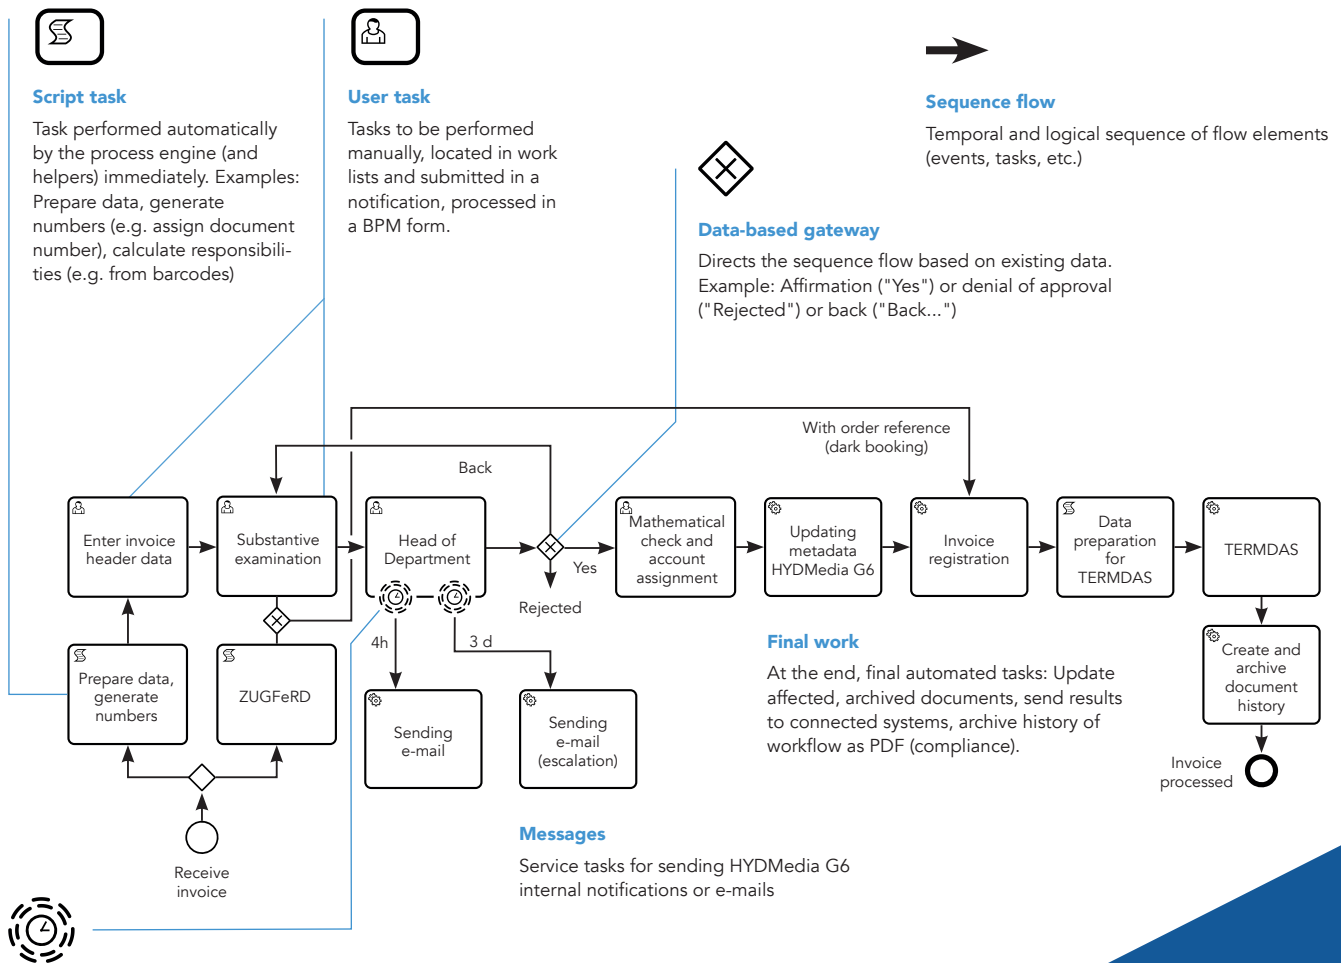 Script task
Task performed automatically
by the process engine (and
helpers) immediately. Examples:
Prepare data, generate
numbers (e.g. assign document
number), calculate responsibili-
ties (e.g. from barcodes)
User task
Tasks to be performed
manually, located in work
lists and submitted in a
notification, processed in
a BPM form.
Sequence flow
Temporal and logical sequence of flow elements
(events, tasks, etc.)
Data-based gateway
Directs the sequence flow based on existing data.
Example: Affirmation ("Yes") or denial of approval
("Rejected") or back ("Back...")
With order reference
(dark booking)
Back
Enter invoice
header data
Substantive
examination
Head of
Department
Yes
Rejected
Mathematical
check and
account
assignment
Updating
metadata
HYDMedia G6
Invoice
registration
Data
preparation
for
TERMDAS
TERMDAS
4h
3 d
Prepare data,
generate
numbers
ZUGFeRD
Sending
e-mail
Sending
e-mail
(escalation)
Final work
At the end, final automated tasks: Update
affected, archived documents, send results
to connected systems, archive history of
workflow as PDF (compliance).
Create and
archive
document
history
Invoice
processed
Messages
Service tasks for sending HYDMedia G6
internal notifications or e-mails
Receive
invoice